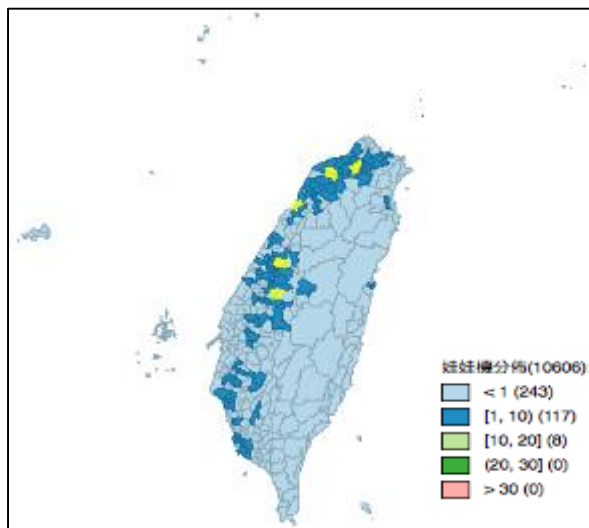 娃娃機分佈(10606)
< 1 (243)
[1, 10) (117)
[10, 20] (8)
(20, 30] (0)
> 30 (0)